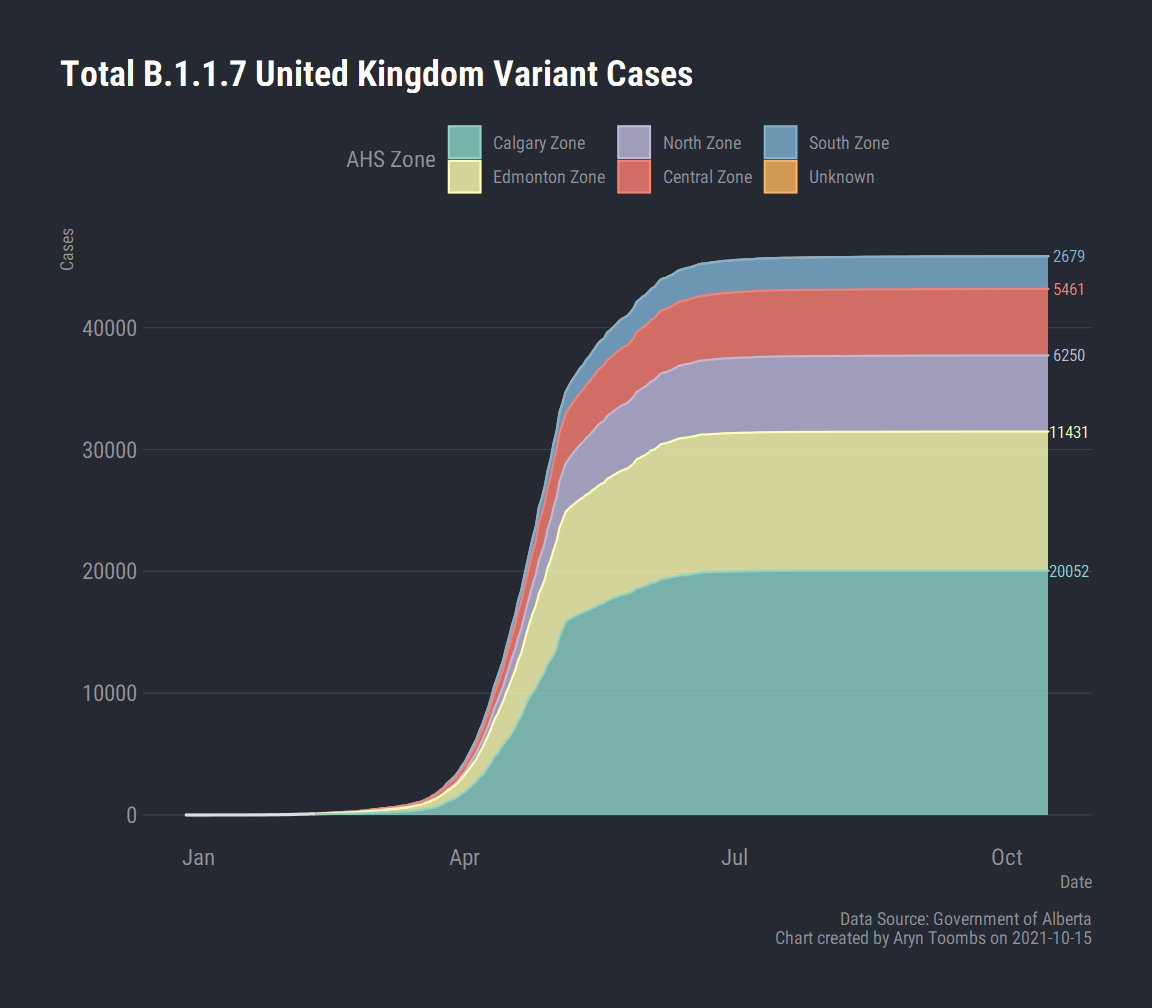 Total B.1.1.7 United Kingdom Variant Cases
AHS Zone
Calgary Zone
North Zone
South Zone
Edmonton Zone
Central Zone
Unknown
Cases
2679
5461
40000
6250
11431
30000
20000
20052
10000
0
Jan
Apr
Jul
Oct
Date
Data Source: Government of Alberta
Chart created by Aryn Toombs on 2021-10-15